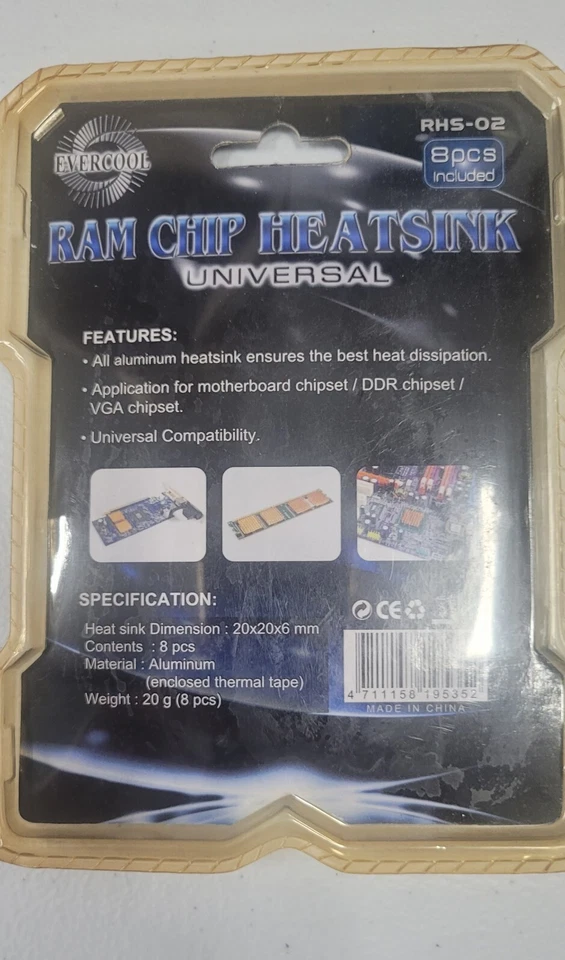 EVERCOOL
RHS-02
8pcs
Included
RAM CHIP HEATSINK
UNIVERSAL
FEATURES:
• All aluminum heatsink ensures the best heat dissipation.
• Application for motherboard chipset / DDR chipset /
VGA chipset.
• Universal Compatibility.
SPECIFICATION:
Heat sink Dimension : 20x20x6 mm
Contents : 8 pcs
Material : Aluminum
(enclosed thermal tape)
Weight : 20 g (8 pcs)
CE
4 711158 195352
MADE IN CHINA